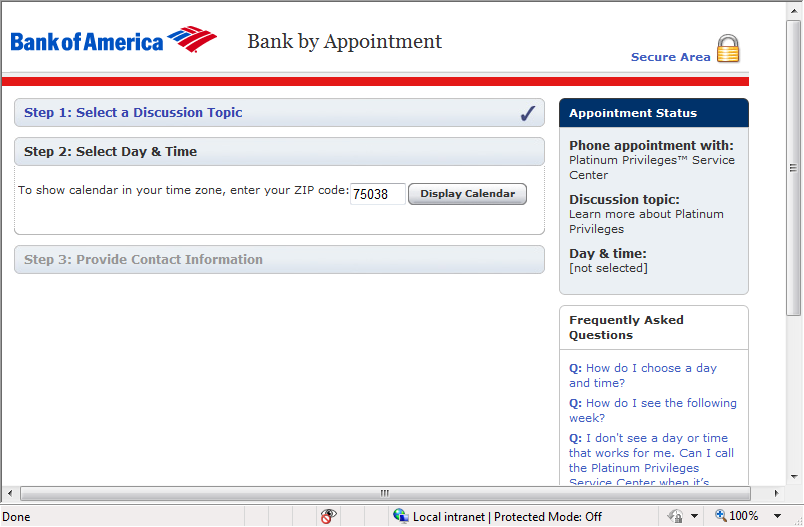 Bank of America
Bank by Appointment
Secure Area
Step 1: Select a Discussion Topic
Step 2: Select Day & Time
To show calendar in your time zone, enter your ZIP code: 75038 Display Calendar
Step 3: Provide Contact Information
Appointment Status
Phone appointment with:
Platinum Privileges™ Service
Center
Discussion topic:
Learn more about Platinum
Privileges
Day & time:
[not selected]
Frequently Asked
Questions
Q: How do I choose a day
and time?
Q: How do I see the following
week?
Q: I don't see a day or time
that works for me. Can I call
the Platinum Privileges
Service Center when it's
Done
Local intranet | Protected Mode: Off
100%